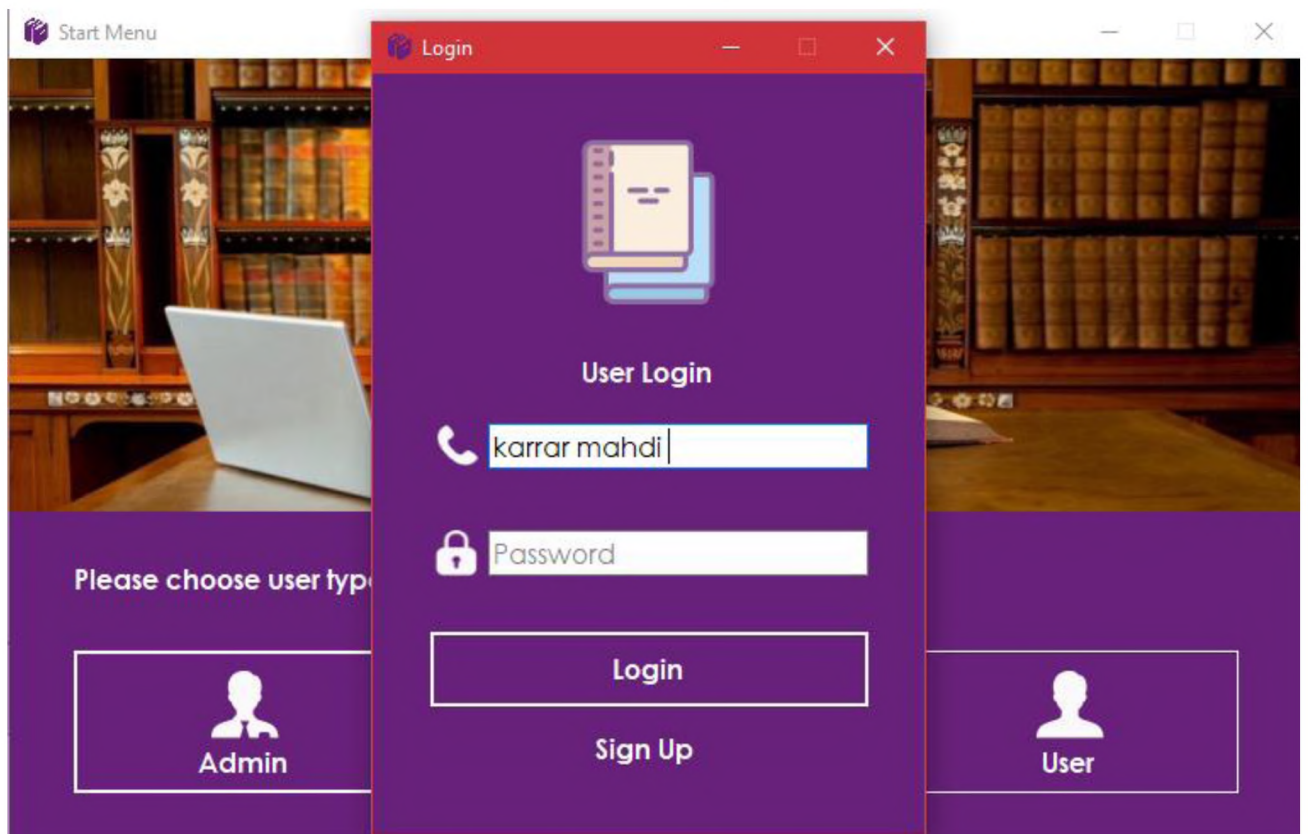 Start Menu
Login
User Login
karrar mahdi
Password
Please choose user typ
Login
Sign Up
Admin
User